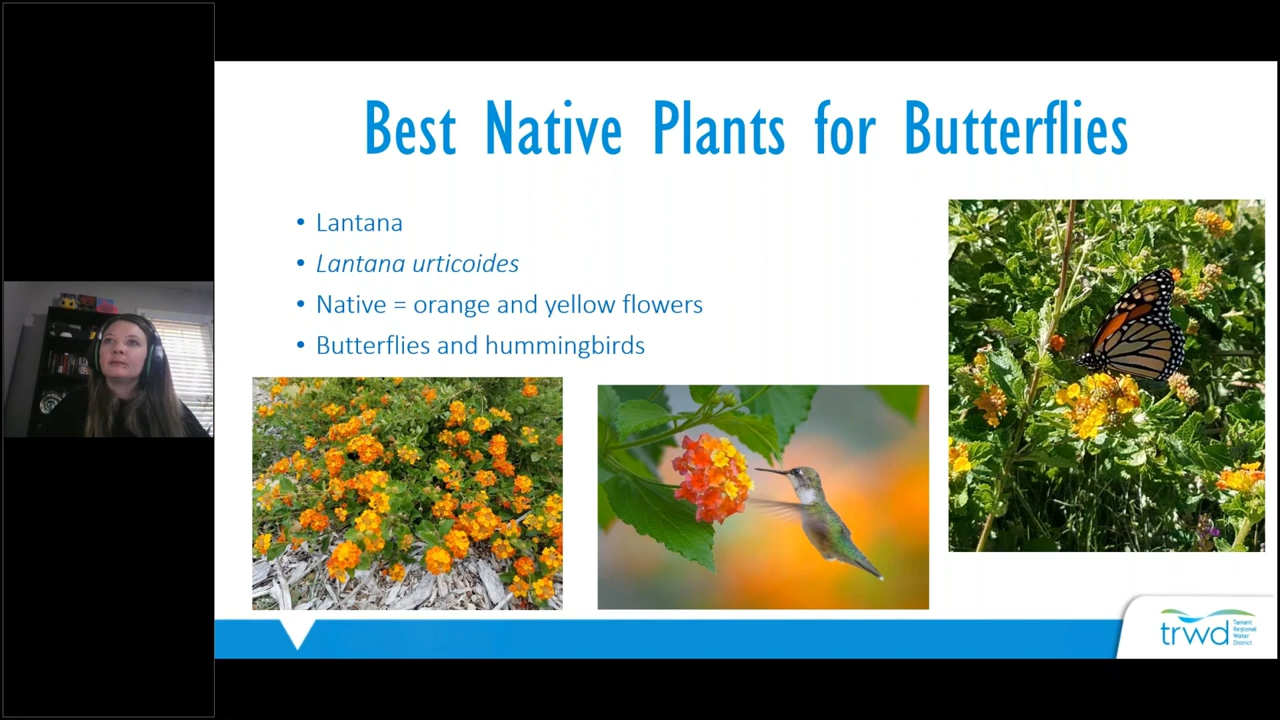 Best Native Plants for Butterflies
• Lantana
• Lantana urticoides
• Native = orange and yellow flowers
• Butterflies and hummingbirds
trwd
Tarrant
Regional
Water
District